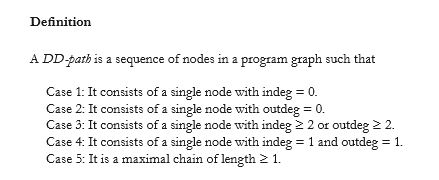 Definition
A DD-path is a sequence of nodes in a program graph such that
Case 1: It consists of a single node with indeg = 0.
Case 2: It consists of a single node with outdeg = 0.
Case 3: It consists of a single node with indeg ≥ 2 or outdeg ≥ 2.
Case 4: It consists of a single node with indeg = 1 and outdeg = 1.
Case 5: It is a maximal chain of length ≥ 1.